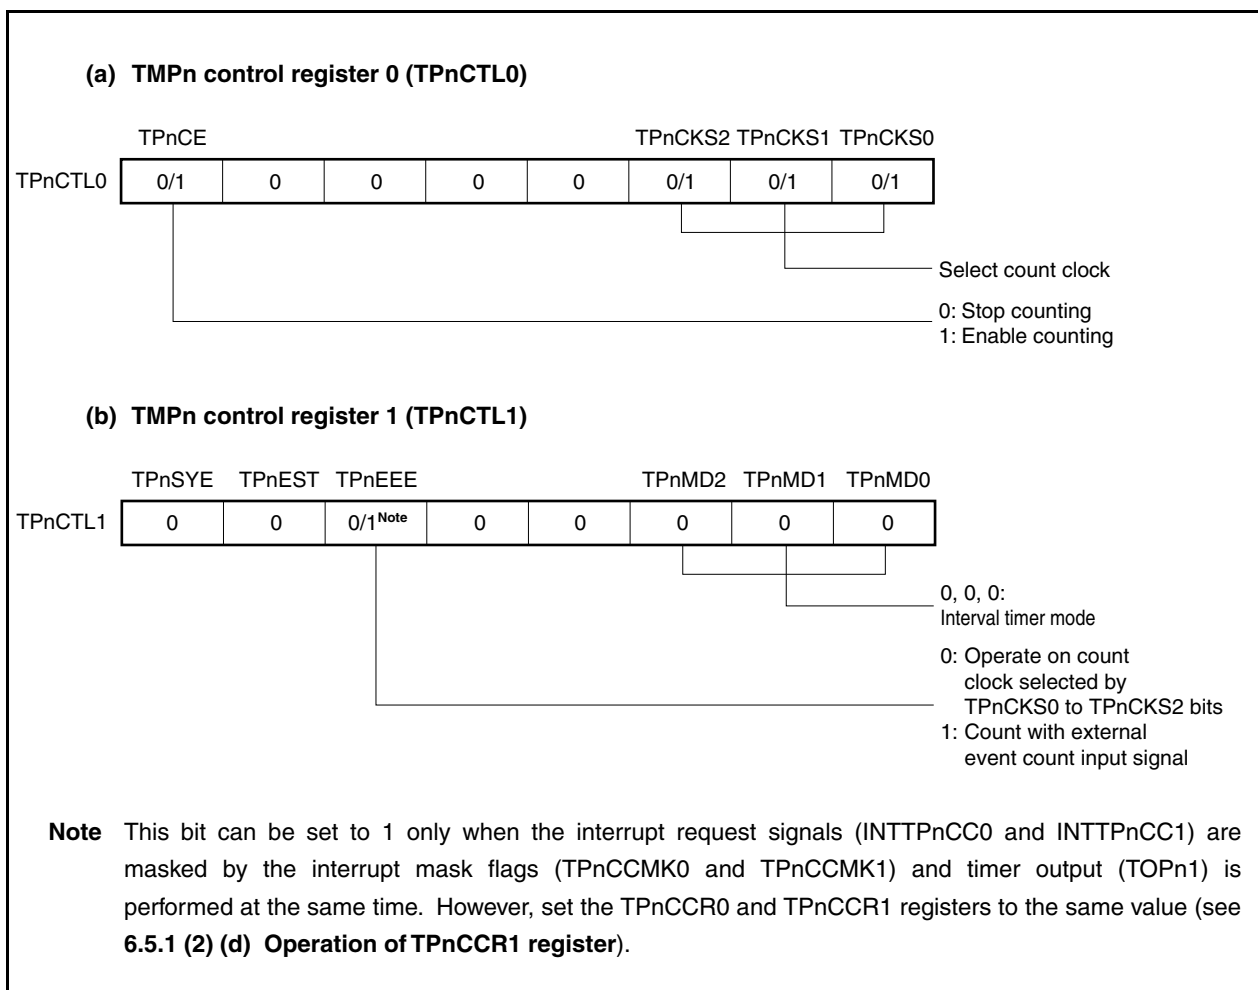 (a) TMPn control register 0 (TPnCTL0)
TPnCE TPnCKS2 TPnCKS1 TPnCKS0
TPnCTL0 0/1 0 0 0 0 0/1 0/1 0/1
Select count clock
0: Stop counting
1: Enable counting
(b) TMPn control register 1 (TPnCTL1)
TPnSYE TPnEST TPnEEE TPnMD2 TPnMD1 TPnMD0
TPnCTL1 0 0 0/1Note 0 0 0 0 0
0, 0, 0:
Interval timer mode
0: Operate on count
clock selected by
TPnCKS0 to TPnCKS2 bits
1: Count with external
event count input signal
Note This bit can be set to 1 only when the interrupt request signals (INTTPnCC0 and INTTPnCC1) are
masked by the interrupt mask flags (TPnCCMK0 and TPnCCMK1) and timer output (TOPn1) is
performed at the same time. However, set the TPnCCR0 and TPnCCR1 registers to the same value (see
6.5.1 (2) (d) Operation of TPnCCR1 register).